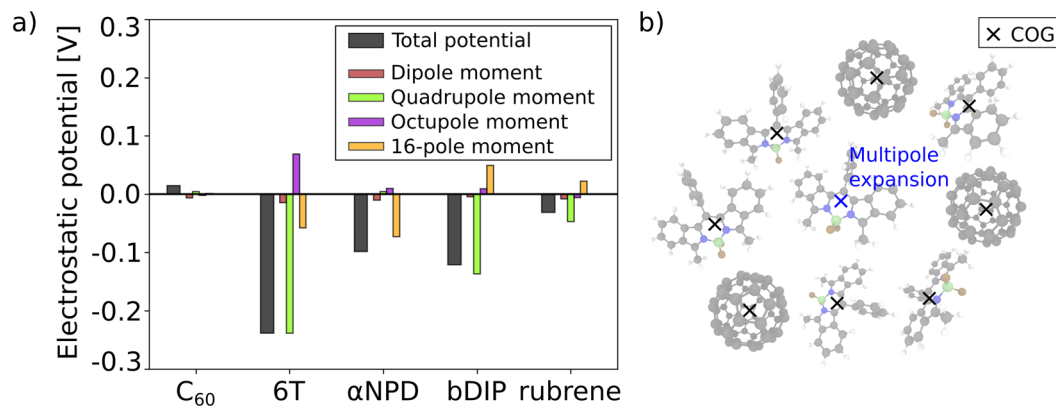 a)
Electrostatic potential [V]
0.3
0.2
0.1
0.0
-0.1
-0.2
-0.3
Total potential
Dipole moment
Quadrupole moment
Octupole moment
16-pole moment
C₆₀
6T
αNPD
bDIP
rubrene
b)
COG
Multipole
expansion